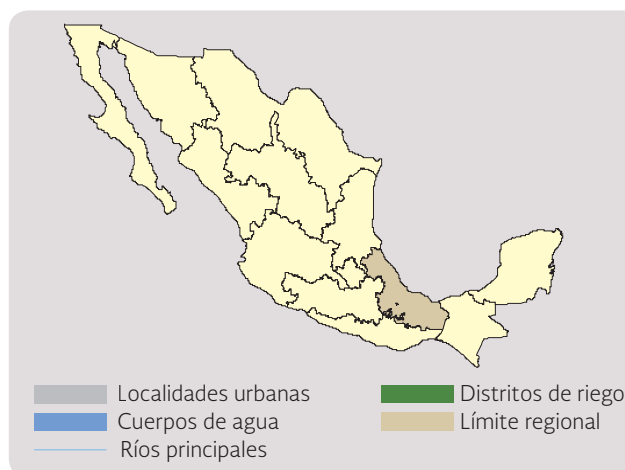 Localidades urbanas
Cuerpos de agua
Ríos principales
Distritos de riego
Límite regional